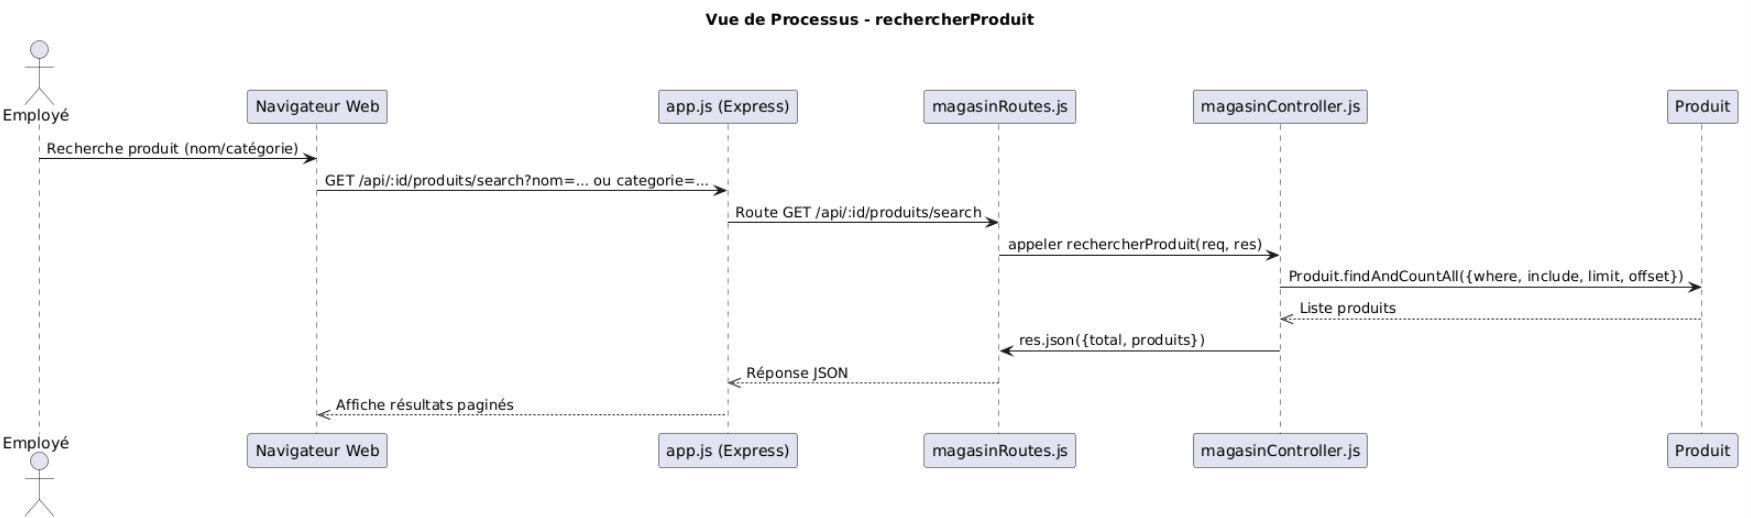 Vue de Processus - rechercherProduit
Employé
Navigateur Web
app.js (Express)
magasinRoutes.js
magasinController.js
Produit
Recherche produit (nom/catégorie)
GET /api/:id/produits/search?nom=... ou categorie=...
Route GET /api/:id/produits/search
appeler rechercherProduit(req, res)
Produit.findAndCountAll({where, include, limit, offset})
Liste produits
res.json({total, produits})
Réponse JSON
Affiche résultats paginés
Employé
Navigateur Web
app.js (Express)
magasinRoutes.js
magasinController.js
Produit